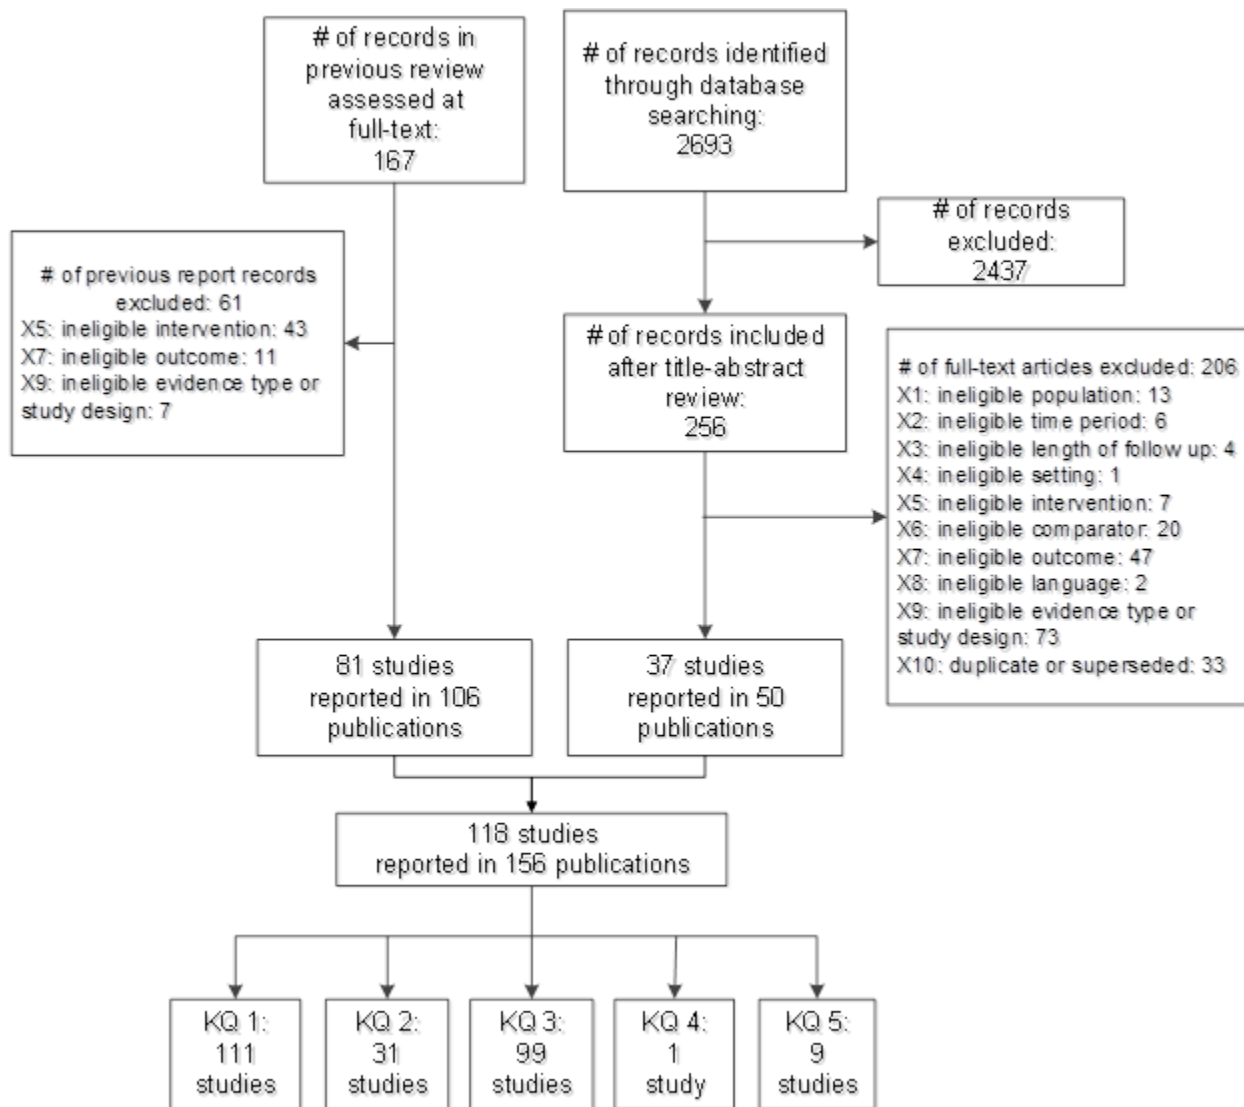 # of records in
previous review
assessed at
full-text:
167
# of records identified
through database
searching:
2693
# of records
excluded:
2437
# of previous report records
excluded: 61
X5: ineligible intervention: 43
X7: ineligible outcome: 11
X9: ineligible evidence type or
study design: 7
# of records included
after title-abstract
review:
256
# of full-text articles excluded: 206
X1: ineligible population: 13
X2: ineligible time period: 6
X3: ineligible length of follow up: 4
X4: ineligible setting: 1
X5: ineligible intervention: 7
X6: ineligible comparator: 20
X7: ineligible outcome: 47
X8: ineligible language: 2
X9: ineligible evidence type or
study design: 73
X10: duplicate or superseded: 33
81 studies
reported in 106
publications
37 studies
reported in 50
publications
118 studies
reported in 156 publications
KQ 1:
111
studies
KQ 2:
31
studies
KQ 3:
99
studies
KQ 4:
1
study
KQ 5:
9
studies